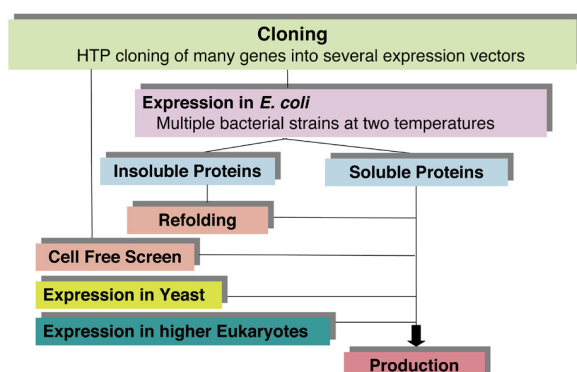 Cloning
HTP cloning of many genes into several expression vectors
Expression in E. coli
Multiple bacterial strains at two temperatures
Insoluble Proteins
Soluble Proteins
Refolding
Cell Free Screen
Expression in Yeast
Expression in higher Eukaryotes
Production